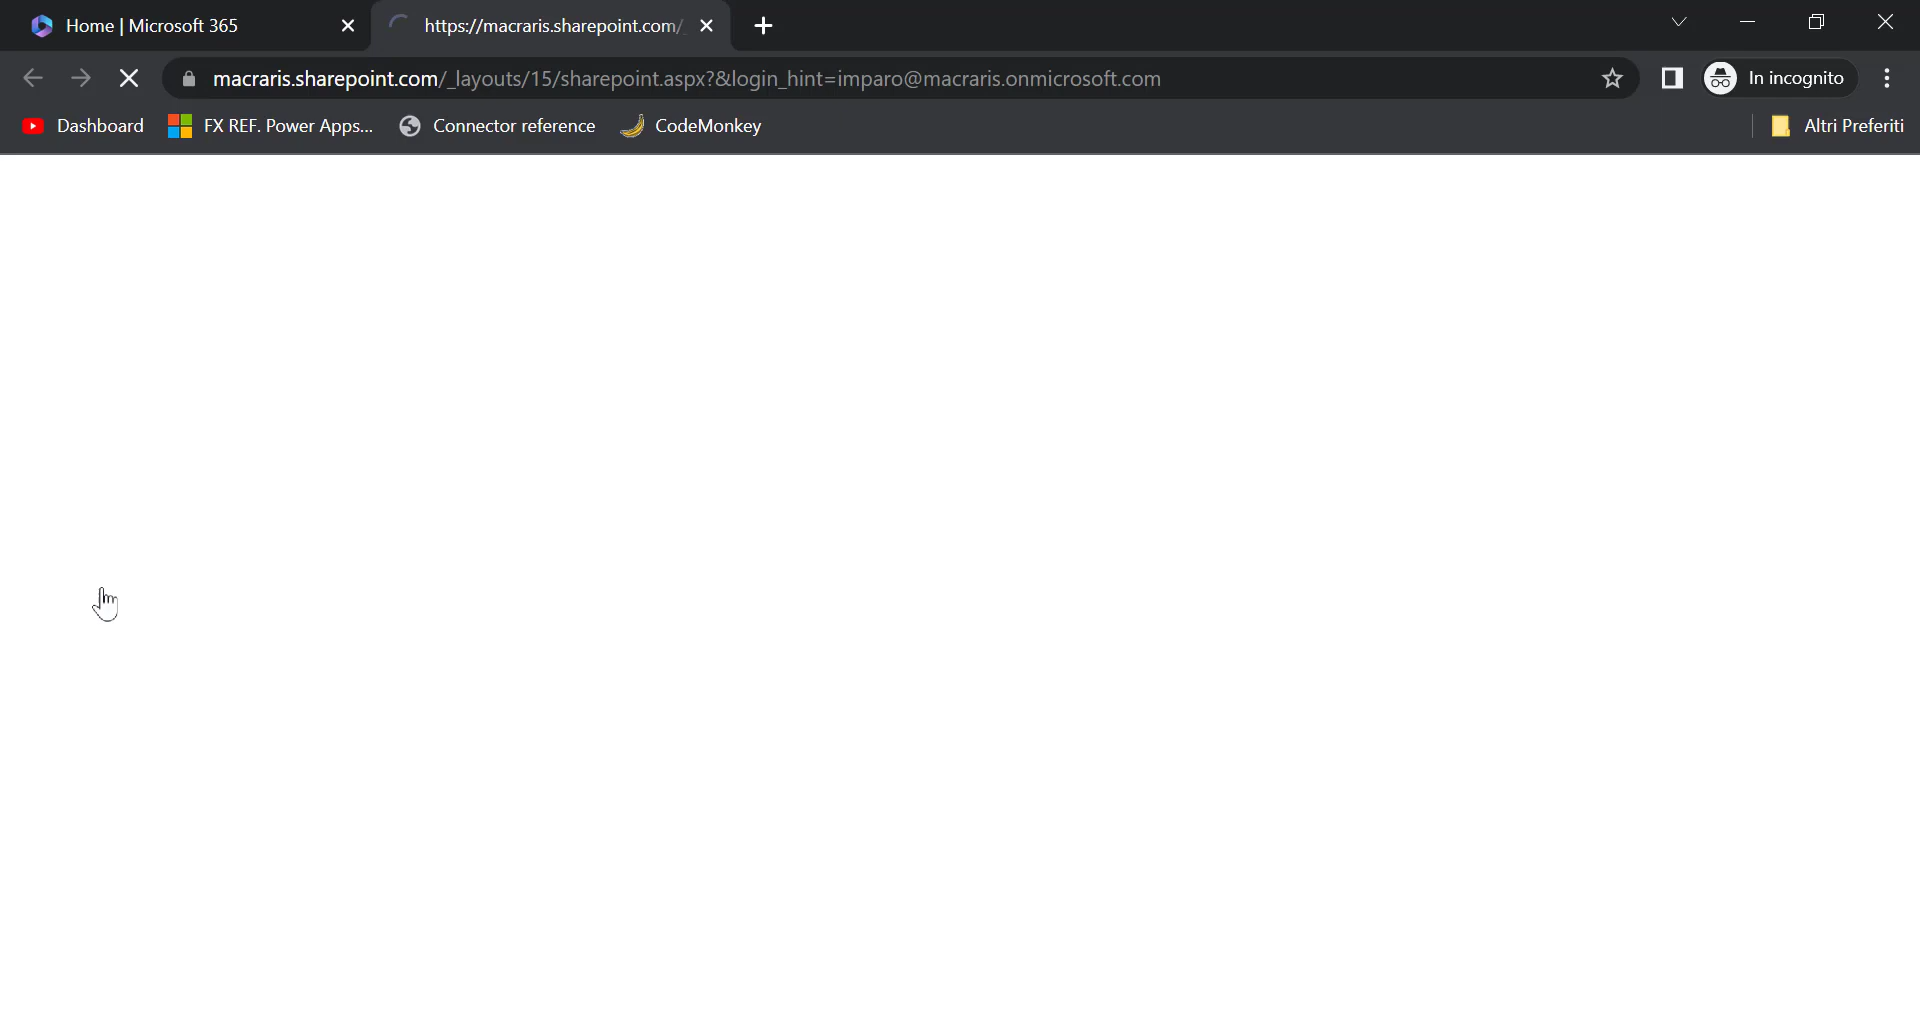 Home | Microsoft 365
https://macraris.sharepoint.com/
macraris.sharepoint.com/_layouts/15/sharepoint.aspx?&login_hint=imparo@macraris.onmicrosoft.com
In incognito
Dashboard
FX REF. Power Apps...
Connector reference
CodeMonkey
Altri Preferiti